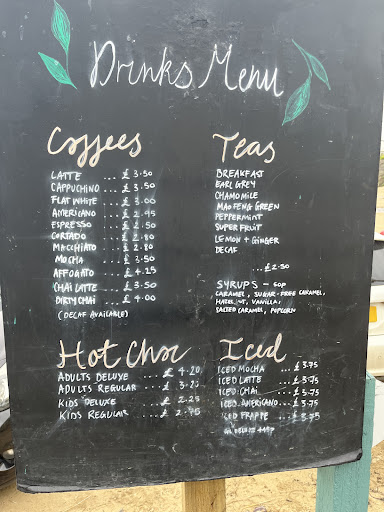 Drinks Menu
Coffees
LATTE ... £ 3.50
CAPPUCHINO ... £ 3.50
FLAT WHITE ... £ 3.00
AMERICANO ... £ 2.95
ESPRESSO ... £ 2.50
CORTADO ... £ 2.80
MACCHIATO ... £ 2.80
MOCHA ... £ 3.50
AFFOGATO ... £ 4.25
CHAI LATTE ... £ 3.50
DIRTY CHAI ... £ 4.00
(DECAF AVAILABLE)
Teas
BREAKFAST
EARL GREY
CHAMOMILE
MAO FENG GREEN
PEPPERMINT
SUPER FRUIT
LEMON + GINGER
DECAF
... £ 2.50
SYRUPS - 50P
CARAMEL, SUGAR-FREE CARAMEL,
VANILLA,
SALTED CARAMEL, POPCORN
Hot Choc
ADULTS DELUXE .... £ 4.20
ADULTS REGULAR ... £ 3.20
KIDS DELUXE .... £ 2.25
KIDS REGULAR .... £ 2.75
Iced
ICED MOCHA ... £ 3.75
ICED LATTE ... £ 3.75
ICED CHAI ... £ 3.75
ICED AMERICANO ... £ 3.75
ICED FRAPPE ... £ 3.75